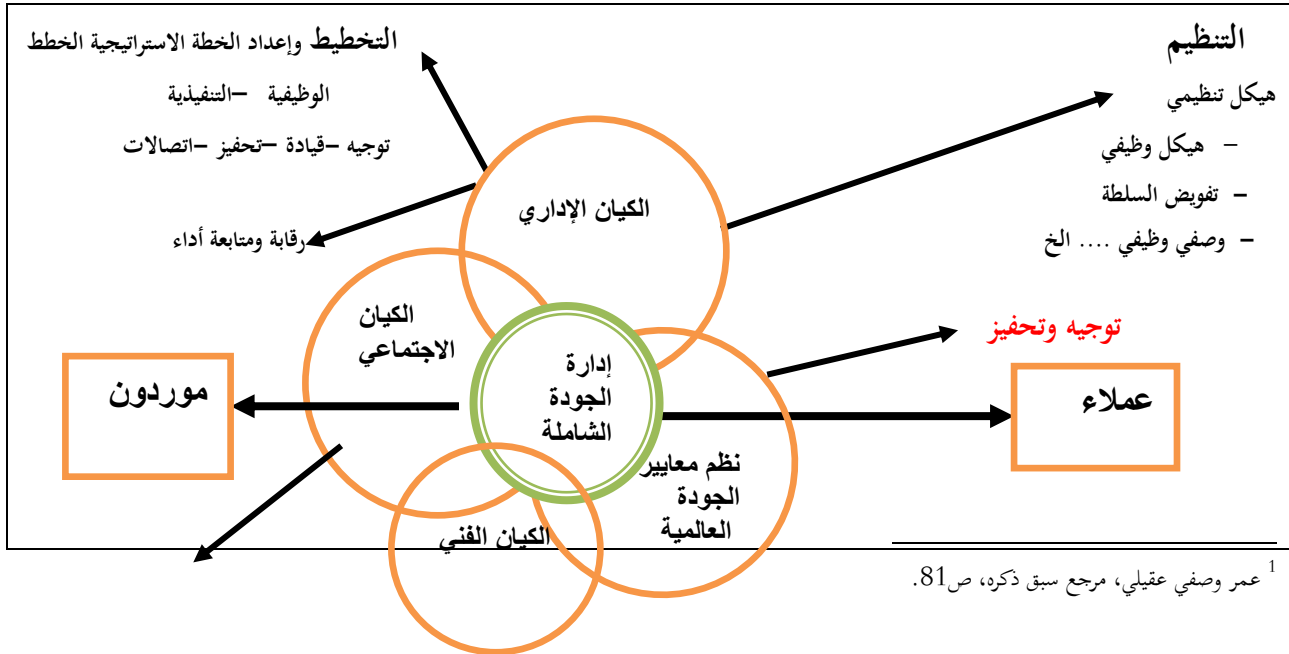 التنظيم
هيكل تنظيمي
– هيكل وظيفي
– تفويض السلطة
– وصفي وظيفي .... الخ
التخطيط وإعداد الخطة الاستراتيجية الخطط
الوظيفية –التنفيذية
توجيه –قيادة –تحفيز –اتصالات
رقابة ومتابعة أداء
الكيان الإداري
الكيان
الاجتماعي
توجيه وتحفيز
إدارة
الجودة
الشاملة
عملاء
موردون
نظم معايير
الجودة
العالمية
الكيان الفني
1 عمر وصفي عقيلي، مرجع سبق ذكره، ص81.